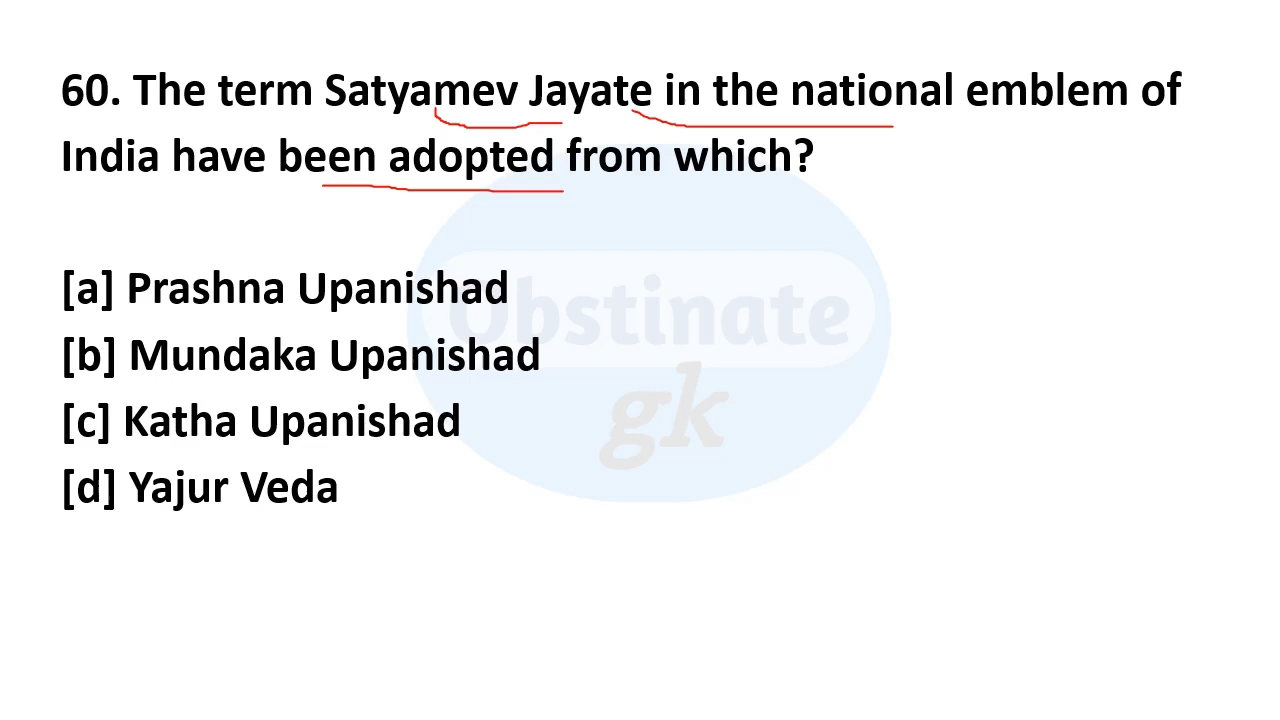 60. The term Satyamev Jayate in the national emblem of
India have been adopted from which?
[a] Prashna Upanishad
[b] Mundaka Upanishad
[c] Katha Upanishad
[d] Yajur Veda
Obstinate
gk